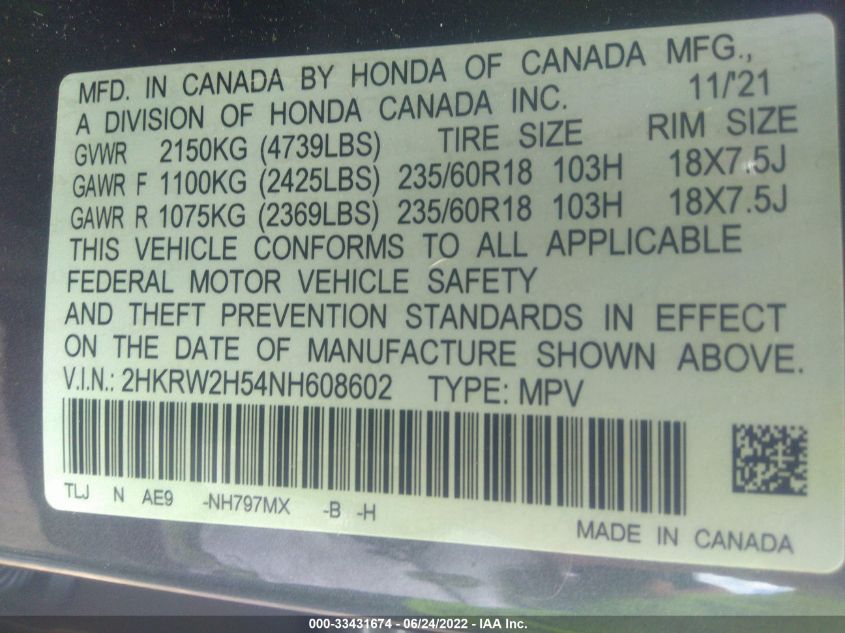 MFD. IN CANADA BY HONDA OF CANADA MFG.,
A DIVISION OF HONDA CANADA INC. 11/'21
GVWR 2150KG (4739LBS) TIRE SIZE RIM SIZE
GAWR F 1100KG (2425LBS) 235/60R18 103H 18X7.5J
GAWR R 1075KG (2369LBS) 235/60R18 103H 18X7.5J
THIS VEHICLE CONFORMS TO ALL APPLICABLE
FEDERAL MOTOR VEHICLE SAFETY
AND THEFT PREVENTION STANDARDS IN EFFECT
ON THE DATE OF MANUFACTURE SHOWN ABOVE.
V.I.N.: 2HKRW2H54NH608602 TYPE: MPV
TLJ N AE9 -NH797MX -B -H
MADE IN CANADA
000-33431674 - 06/24/2022 - IAA Inc.